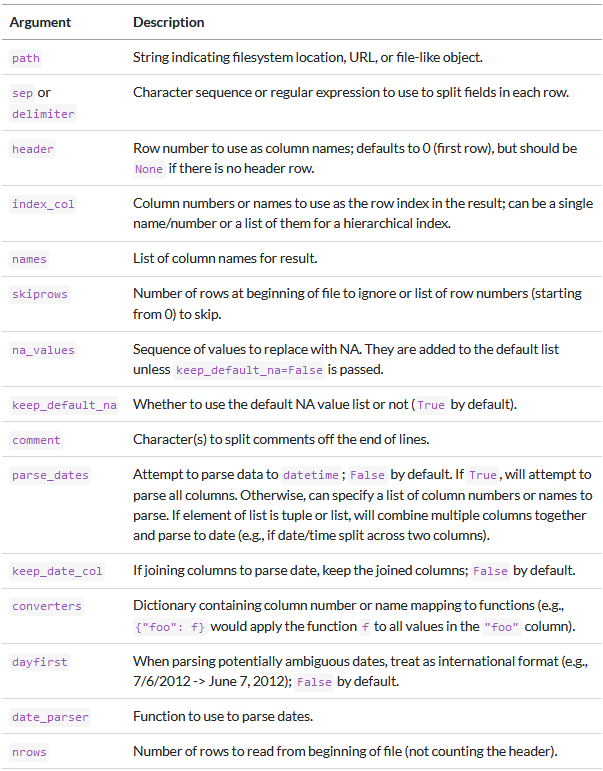 Argument Description
path String indicating filesystem location, URL, or file-like object.
sep or Character sequence or regular expression to use to split fields in each row.
delimiter
header Row number to use as column names; defaults to 0 (first row), but should be
None if there is no header row.
index_col Column numbers or names to use as the row index in the result; can be a single
name/number or a list of them for a hierarchical index.
names List of column names for result.
skiprows Number of rows at beginning of file to ignore or list of row numbers (starting
from 0) to skip.
na_values Sequence of values to replace with NA. They are added to the default list
unless keep_default_na=False is passed.
keep_default_na Whether to use the default NA value list or not (True by default).
comment Character(s) to split comments off the end of lines.
parse_dates Attempt to parse data to datetime; False by default. If True, will attempt to
parse all columns. Otherwise, can specify a list of column numbers or names to
parse. If element of list is tuple or list, will combine multiple columns together
and parse to date (e.g., if date/time split across two columns).
keep_date_col If joining columns to parse date, keep the joined columns; False by default.
converters Dictionary containing column number or name mapping to functions (e.g.,
{"foo": f} would apply the function f to all values in the "foo" column).
dayfirst When parsing potentially ambiguous dates, treat as international format (e.g.,
7/6/2012 -> June 7, 2012); False by default.
date_parser Function to use to parse dates.
nrows Number of rows to read from beginning of file (not counting the header).